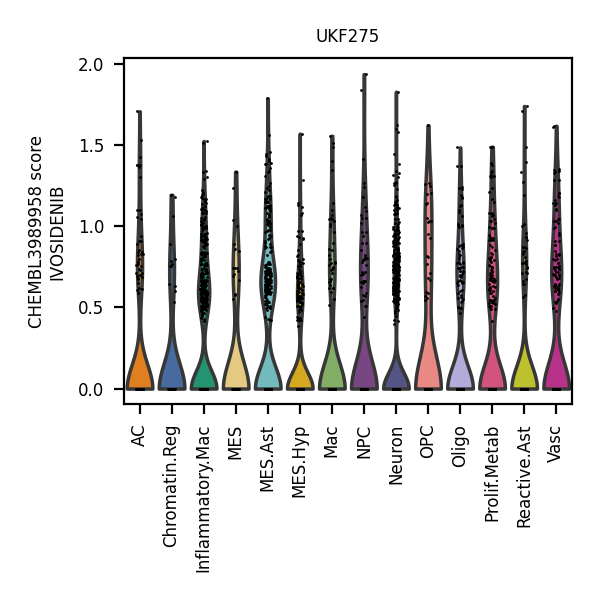 UKF275
CHEMBL3989958 score
IVOSIDENIB
2.0
1.5
1.0
0.5
0.0
AC
Chromatin.Reg
Inflammatory.Mac
MES
MES.Ast
MES.Hyp
Mac
NPC
Neuron
OPC
Oligo
Prolif.Metab
Reactive.Ast
Vasc